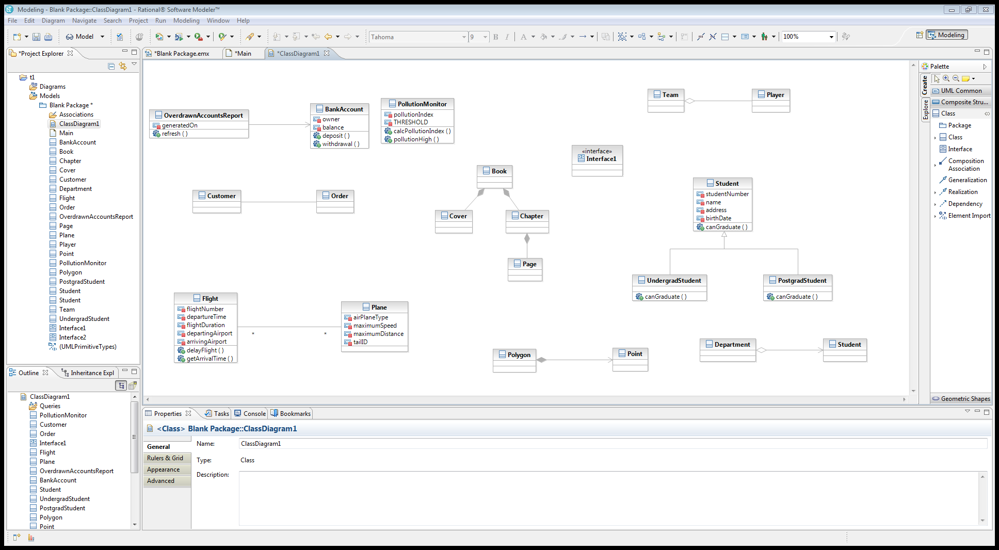 Modeling - Blank Package::ClassDiagram1 - Rational® Software Modeler™
File Edit Diagram Navigate Search Project Run Modeling Window Help
Model Tahoma 9 B I A 100% Modeling
*Project Explorer
t1
Diagrams
Models
Blank Package *
Associations
ClassDiagram1
Main
BankAccount
Book
Chapter
Cover
Customer
Department
Flight
Order
OverdrawnAccountsReport
Page
Plane
Player
Point
PollutionMonitor
Polygon
PostgradStudent
Student
Student
Team
UndergradStudent
Interface1
Interface2
(UMLPrimitiveTypes)
Outline Inheritance Expl
ClassDiagram1
Queries
PollutionMonitor
Customer
Order
Interface1
Flight
Plane
OverdrawnAccountsReport
BankAccount
Student
UndergradStudent
PostgradStudent
Polygon
Point
*Blank Package.emx *Main *ClassDiagram1
OverdrawnAccountsReport
generatedOn
refresh ( )
BankAccount
owner
balance
deposit ( )
withdrawal ( )
PollutionMonitor
pollutionIndex
THRESHOLD
calcPollutionIndex ( )
pollutionHigh ( )
Team
Player
«interface»
Interface1
Book
Cover
Chapter
Page
Customer
Order
Student
studentNumber
name
address
birthDate
canGraduate ( )
UndergradStudent
canGraduate ( )
PostgradStudent
canGraduate ( )
Flight
flightNumber
departureTime
flightDuration
departingAirport
arrivingAirport
delayFlight ( )
getArrivalTime ( )
* *
Plane
airPlaneType
maximumSpeed
maximumDistance
tailID
Polygon
Point
Department
Student
Palette
Create
Explore
UML Common
Composite Stru...
Class
Package
Class
Interface
Composition
Association
Generalization
Realization
Dependency
Element Import
Geometric Shapes
Properties Tasks Console Bookmarks
<Class> Blank Package::ClassDiagram1
General
Rulers & Grid
Appearance
Advanced
Name: ClassDiagram1
Type: Class
Description: